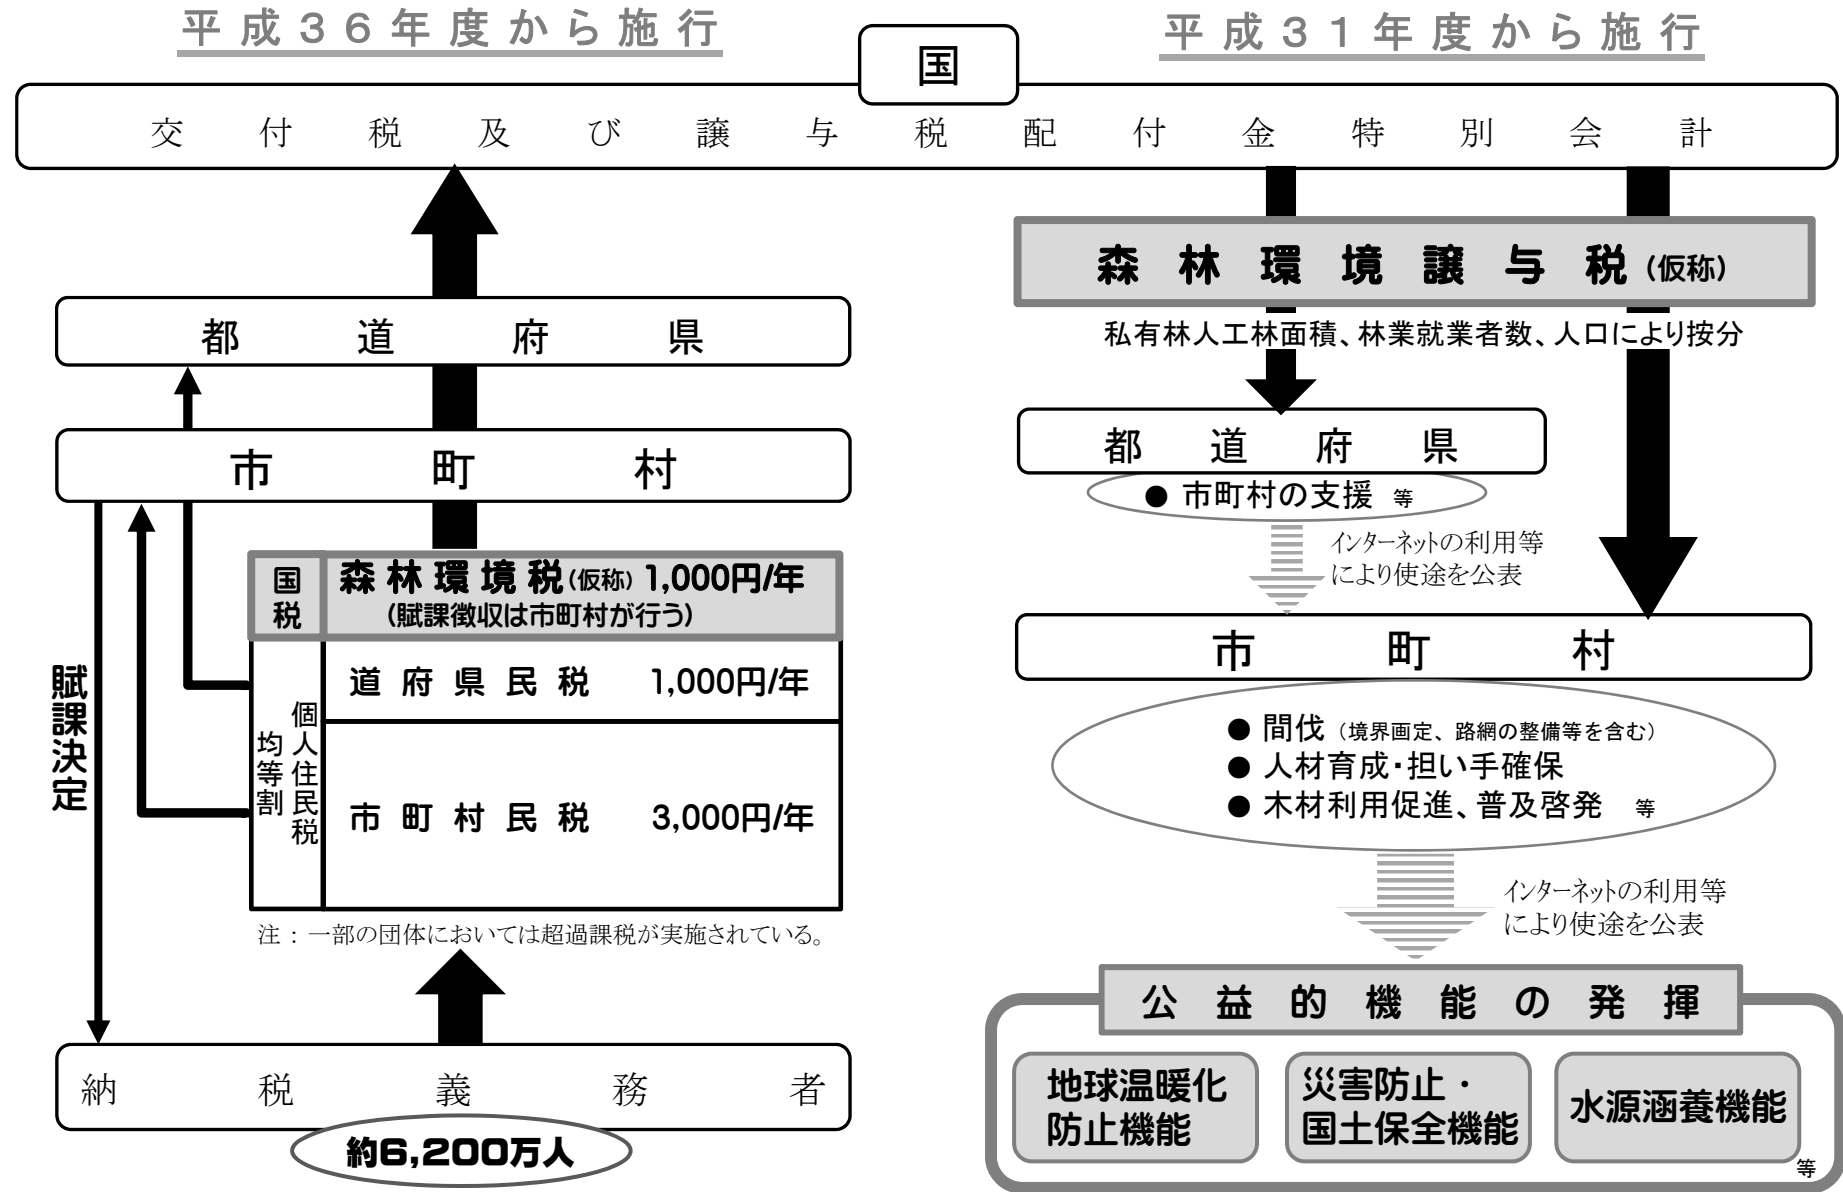 平成36年度から施行
平成31年度から施行
国
交付税及び譲与税配付金特別会計
都道府県
市町村
国税
森林環境税(仮称) 1,000円/年
(賦課徴収は市町村が行う)
道府県民税 1,000円/年
市町村民税 3,000円/年
個人住民税
均等割
賦課決定
注：一部の団体においては超過課税が実施されている。
納税義務者
約6,200万人
森林環境譲与税(仮称)
私有林人工林面積、林業就業者数、人口により按分
都道府県
● 市町村の支援 等
インターネットの利用等
により使途を公表
市町村
● 間伐（境界画定、路網の整備等を含む）
● 人材育成・担い手確保
● 木材利用促進、普及啓発 等
インターネットの利用等
により使途を公表
公益的機能の発揮
地球温暖化
防止機能
災害防止・
国土保全機能
水源涵養機能
等